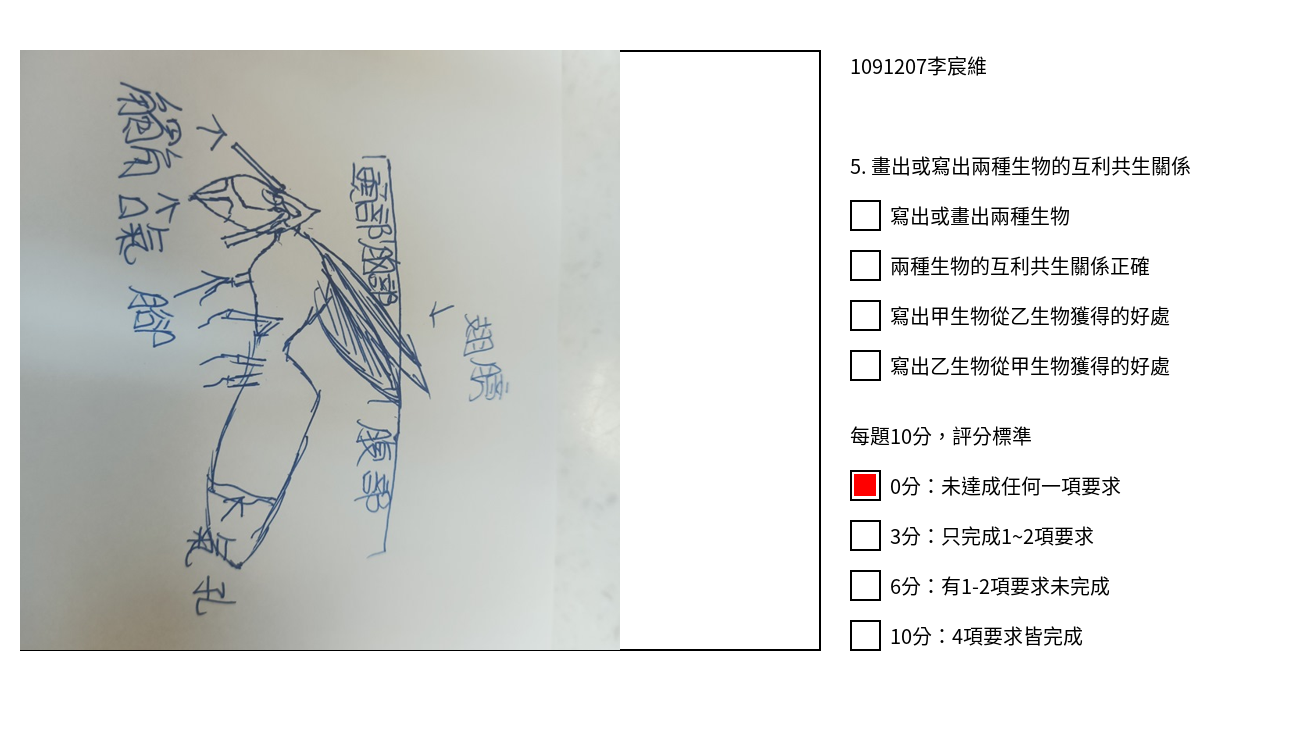 觸角
口氣
腳
頭部
胸部
翅膀
腹部
氣孔
1091207李宸維
5. 畫出或寫出兩種生物的互利共生關係
寫出或畫出兩種生物
兩種生物的互利共生關係正確
寫出甲生物從乙生物獲得的好處
寫出乙生物從甲生物獲得的好處
每題10分，評分標準
0分：未達成任何一項要求
3分：只完成1~2項要求
6分：有1-2項要求未完成
10分：4項要求皆完成